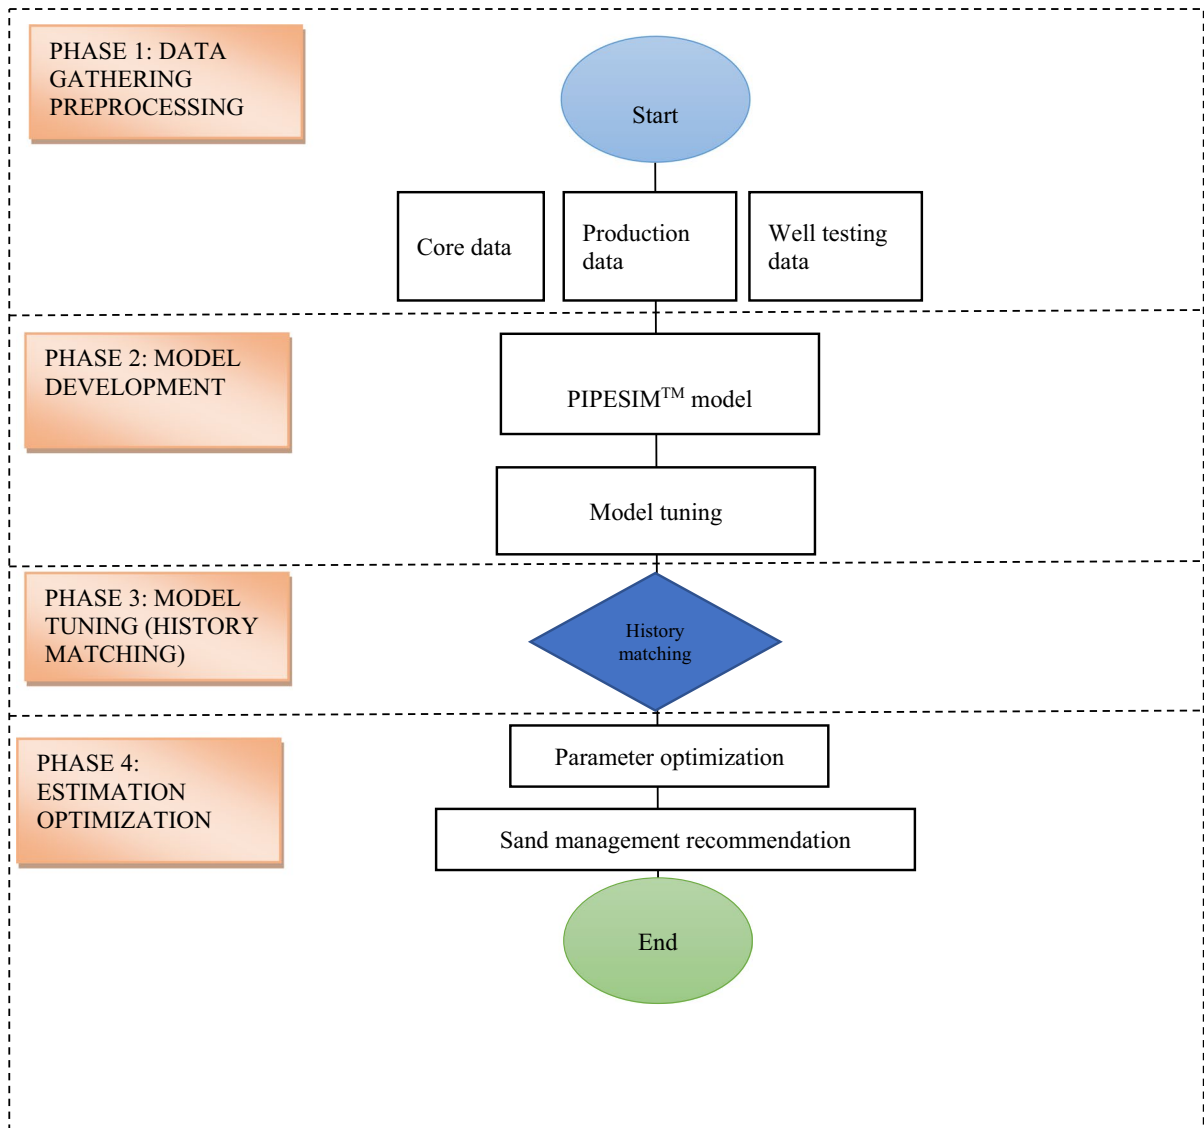 PHASE 1: DATA
GATHERING
PREPROCESSING
Start
Core data
Production
data
Well testing
data
PHASE 2: MODEL
DEVELOPMENT
PIPESIM™ model
Model tuning
PHASE 3: MODEL
TUNING (HISTORY
MATCHING)
History
matching
PHASE 4:
ESTIMATION
OPTIMIZATION
Parameter optimization
Sand management recommendation
End